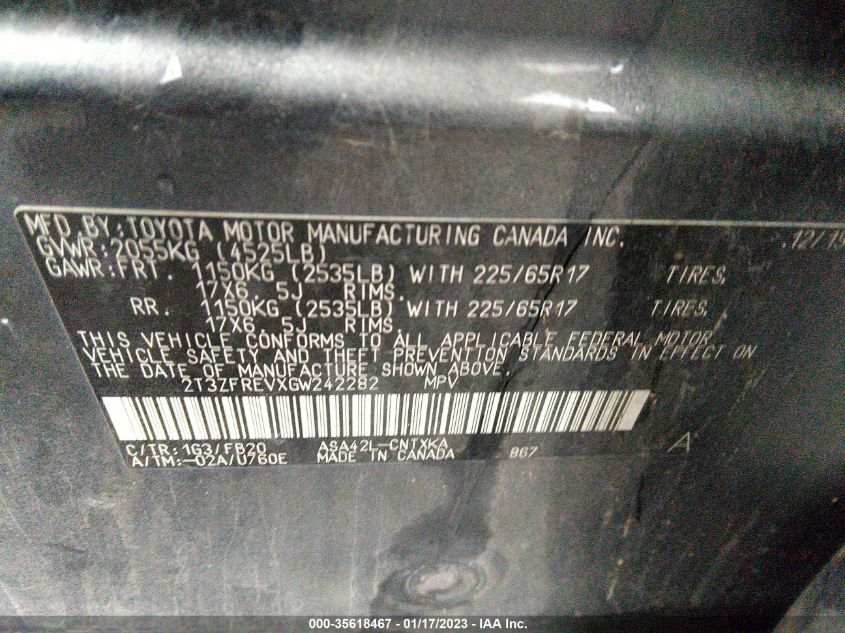 MFD.BY:TOYOTA MOTOR MANUFACTURING CANADA INC. 12/15
GVWR:2055KG (4525LB)
GAWR:FRT. 1150KG (2535LB) WITH 225/65R17 TIRES,
17X6. 5J RIMS.
RR. 1150KG (2535LB) WITH 225/65R17 TIRES,
17X6. 5J RIMS.
THIS VEHICLE CONFORMS TO ALL APPLICABLE FEDERAL MOTOR
VEHICLE SAFETY AND THEFT PREVENTION STANDARDS IN EFFECT ON
THE DATE OF MANUFACTURE SHOWN ABOVE.
2T3ZFREVXGW242282 MPV
C/TR:1G3/FB20 ASA42L-CNTXKA 867 A
A/TM:-02A/U760E MADE IN CANADA
000-35618467 - 01/17/2023 - IAA Inc.